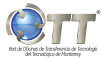 OTT
Red de Oficinas de Transferencia de Tecnología
del Tecnológico de Monterrey